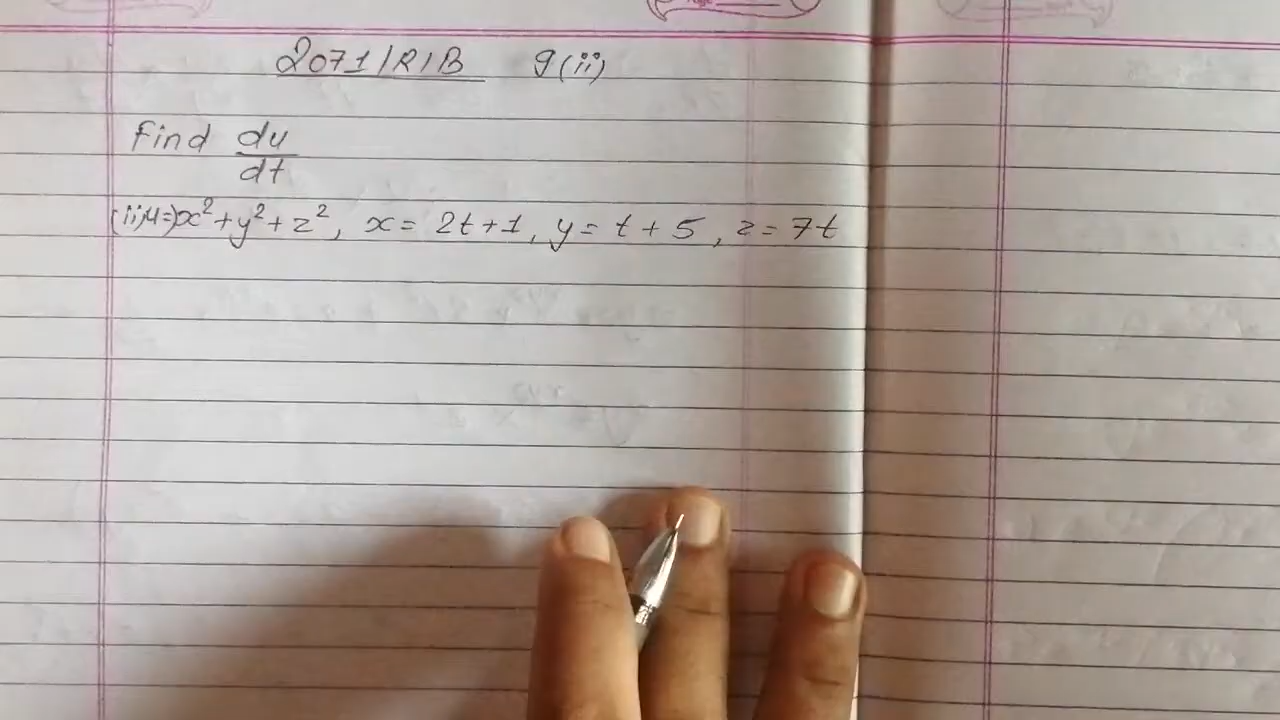 2071/R/B 9(ii)
Find du/dt
(ii) u = x² + y² + z², x = 2t + 1, y = t + 5, z = 7t